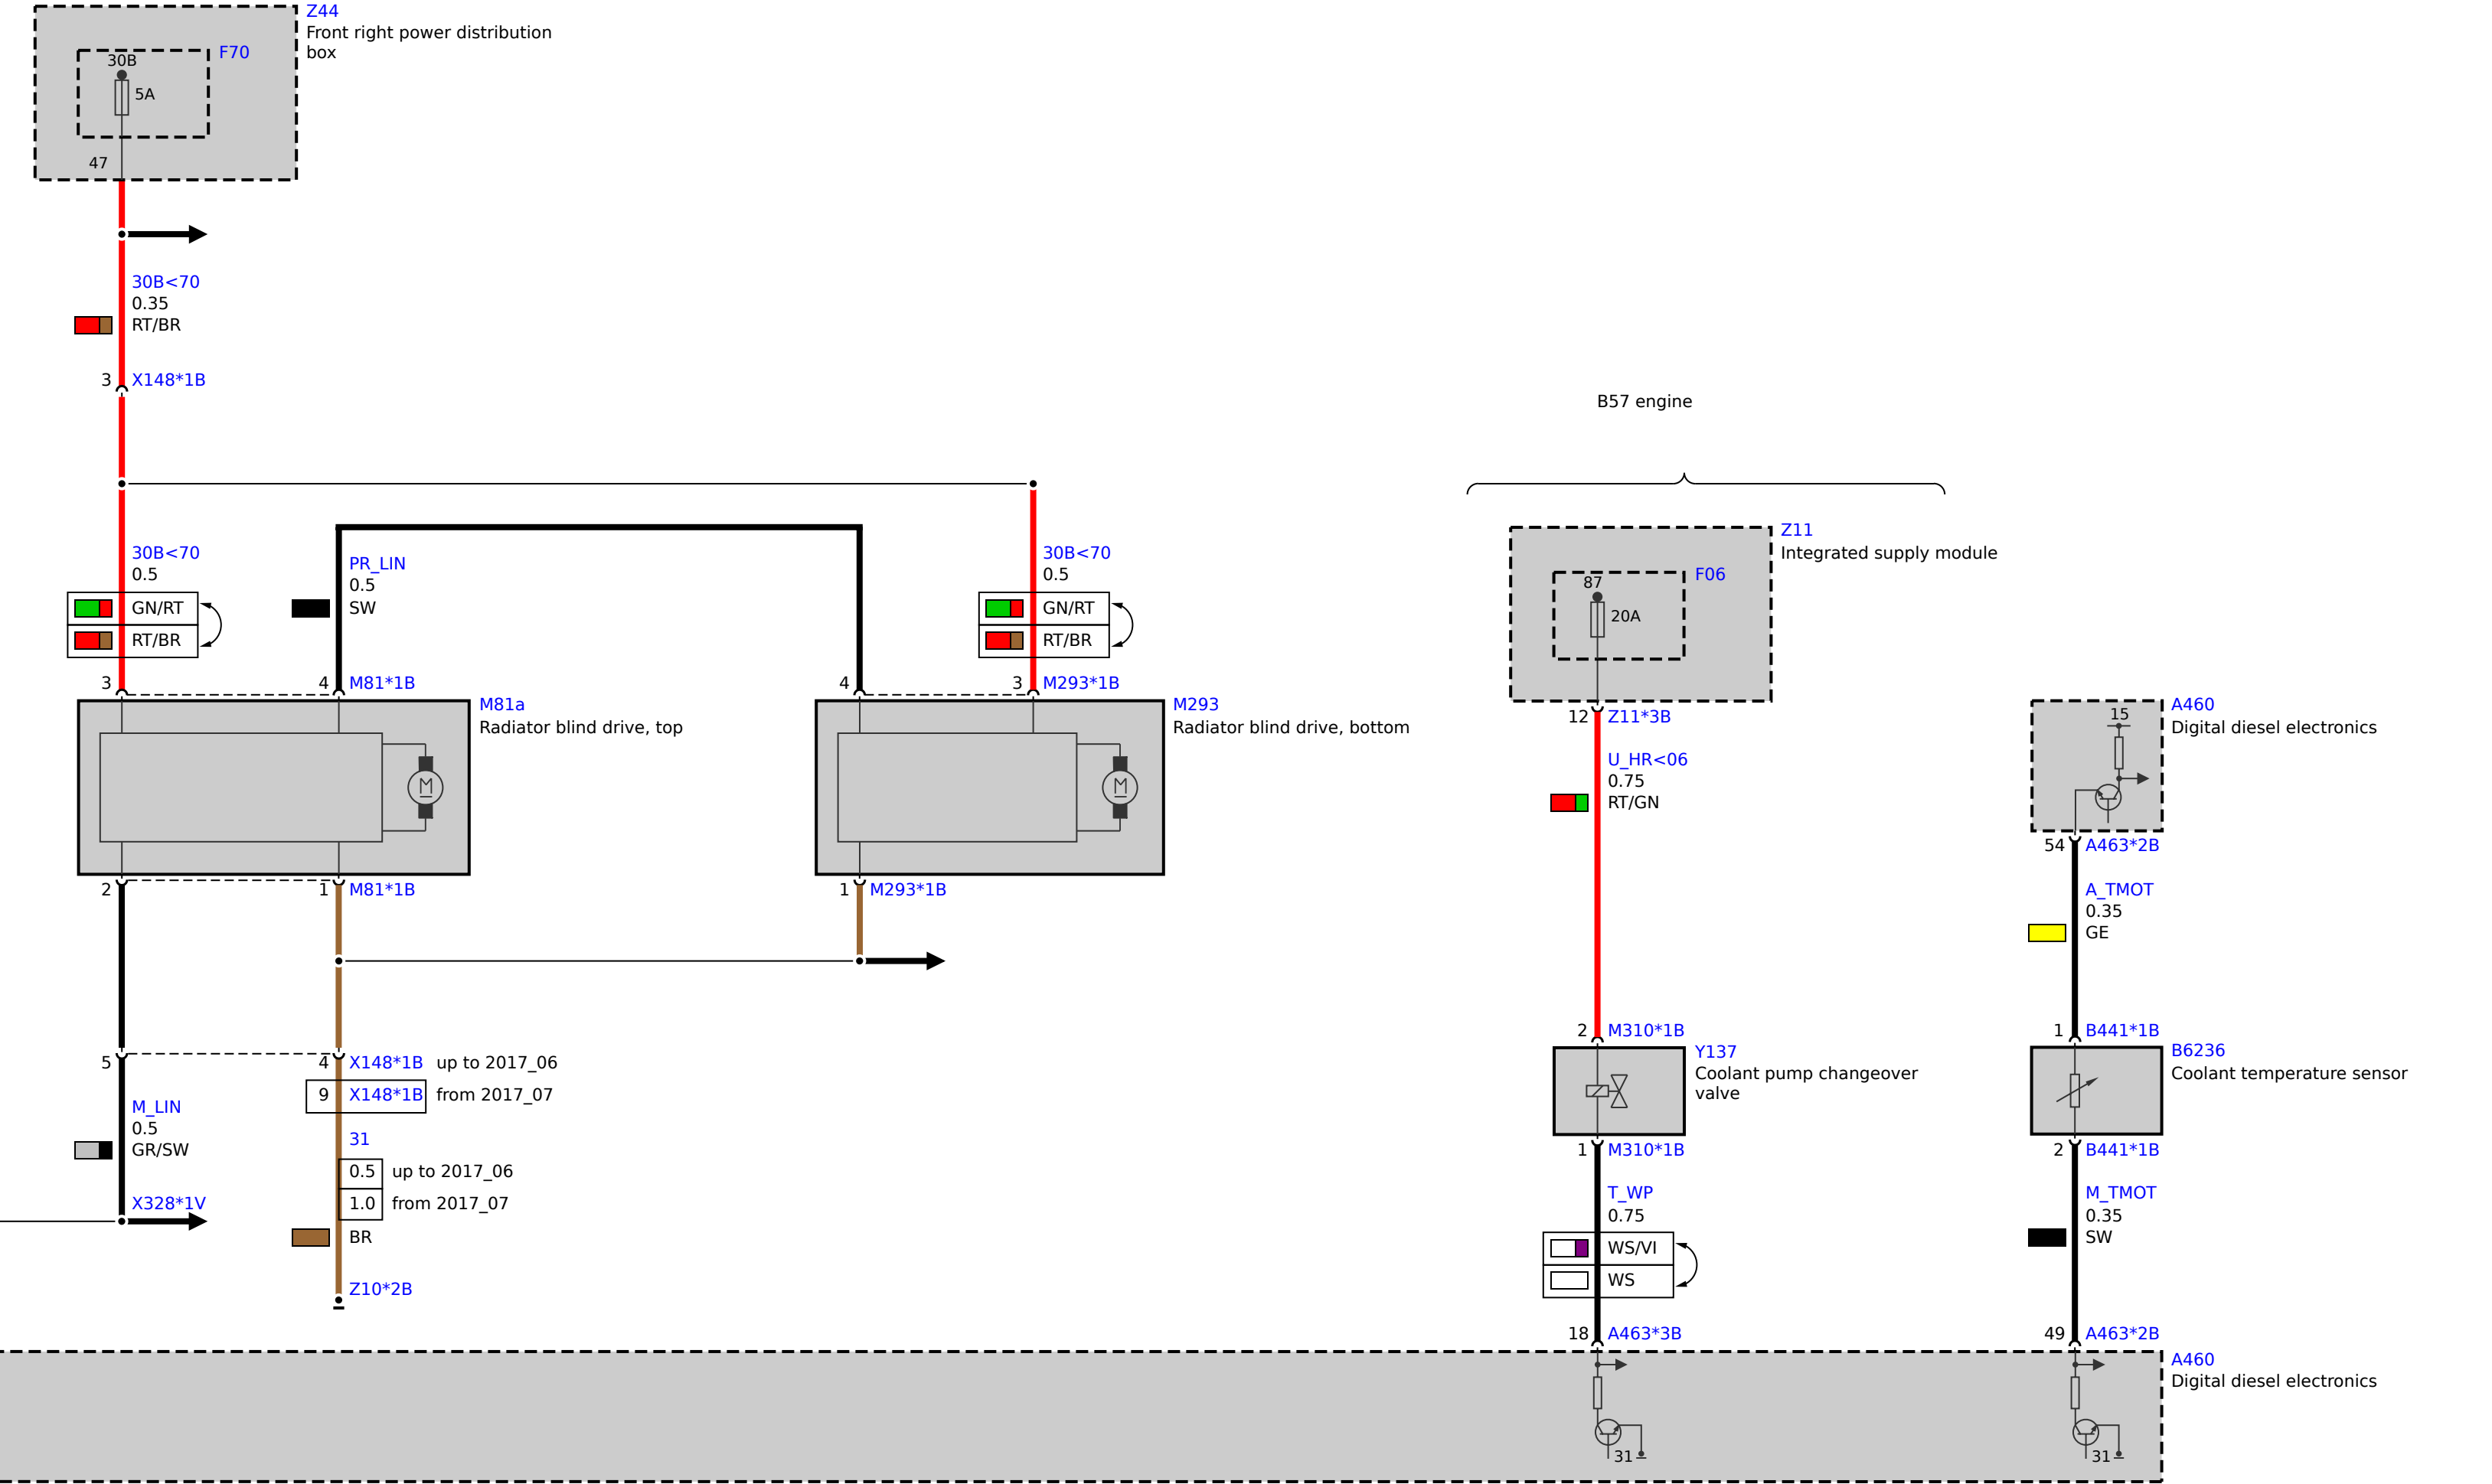 Z44
Front right power distribution
box
30B
F70
5A
47
30B<70
0.35
RT/BR
3 X148*1B
B57 engine
30B<70
0.5
GN/RT
RT/BR
PR_LIN
0.5
SW
30B<70
0.5
GN/RT
RT/BR
Z11
Integrated supply module
87
F06
20A
3
4 M81*1B
4
3 M293*1B
M81a
Radiator blind drive, top
M
M293
Radiator blind drive, bottom
M
12 Z11*3B
U_HR<06
0.75
RT/GN
A460
Digital diesel electronics
15
54 A463*2B
A_TMOT
0.35
GE
2
1 M81*1B
1 M293*1B
2 M310*1B
1 B441*1B
Y137
Coolant pump changeover
valve
B6236
Coolant temperature sensor
5
4 X148*1B up to 2017_06
9 X148*1B from 2017_07
M_LIN
0.5
GR/SW
X328*1V
31
0.5 up to 2017_06
1.0 from 2017_07
BR
Z10*2B
1 M310*1B
T_WP
0.75
WS/VI
WS
18 A463*3B
2 B441*1B
M_TMOT
0.35
SW
49 A463*2B
A460
Digital diesel electronics
31
31